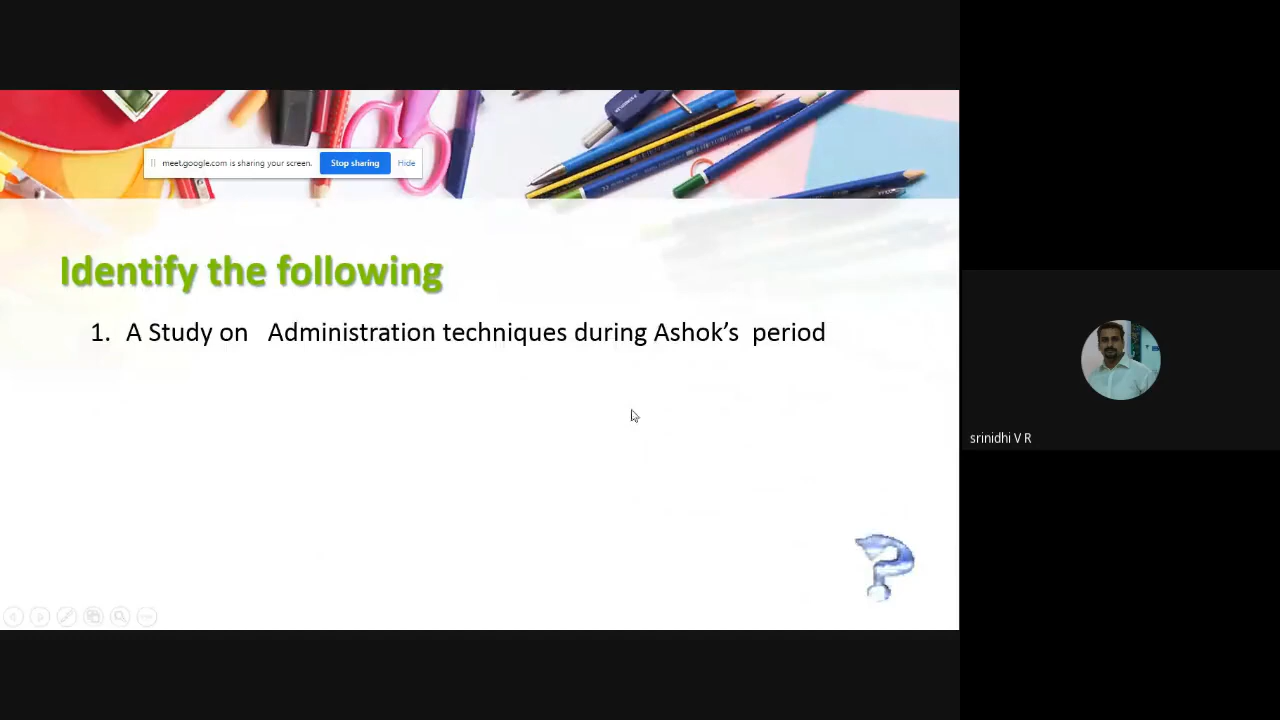 meet.google.com is sharing your screen.
Stop sharing
Hide
Identify the following
1. A Study on Administration techniques during Ashok's period
srinidhi V R